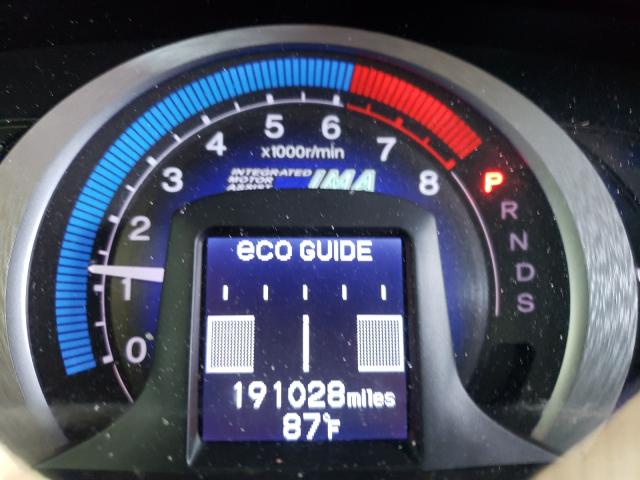 0
1
2
3
4
5
6
7
8
x1000r/min
INTEGRATED
MOTOR
ASSIST
IMA
P
R
N
D
S
eco GUIDE
191028miles
87°F